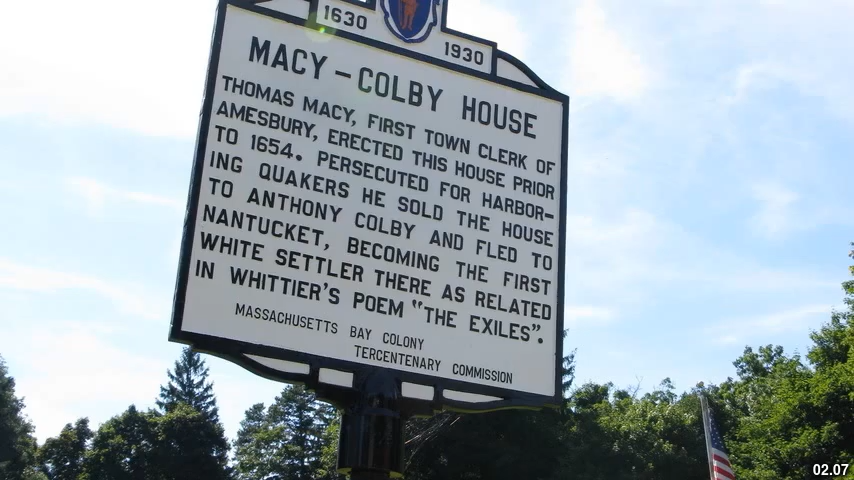 1630
1930
MACY-COLBY HOUSE
THOMAS MACY, FIRST TOWN CLERK OF
AMESBURY, ERECTED THIS HOUSE PRIOR
TO 1654. PERSECUTED FOR HARBOR-
ING QUAKERS HE SOLD THE HOUSE
TO ANTHONY COLBY AND FLED TO
NANTUCKET, BECOMING THE FIRST
WHITE SETTLER THERE AS RELATED
IN WHITTIER'S POEM "THE EXILES".
MASSACHUSETTS BAY COLONY
TERCENTENARY COMMISSION
02.07